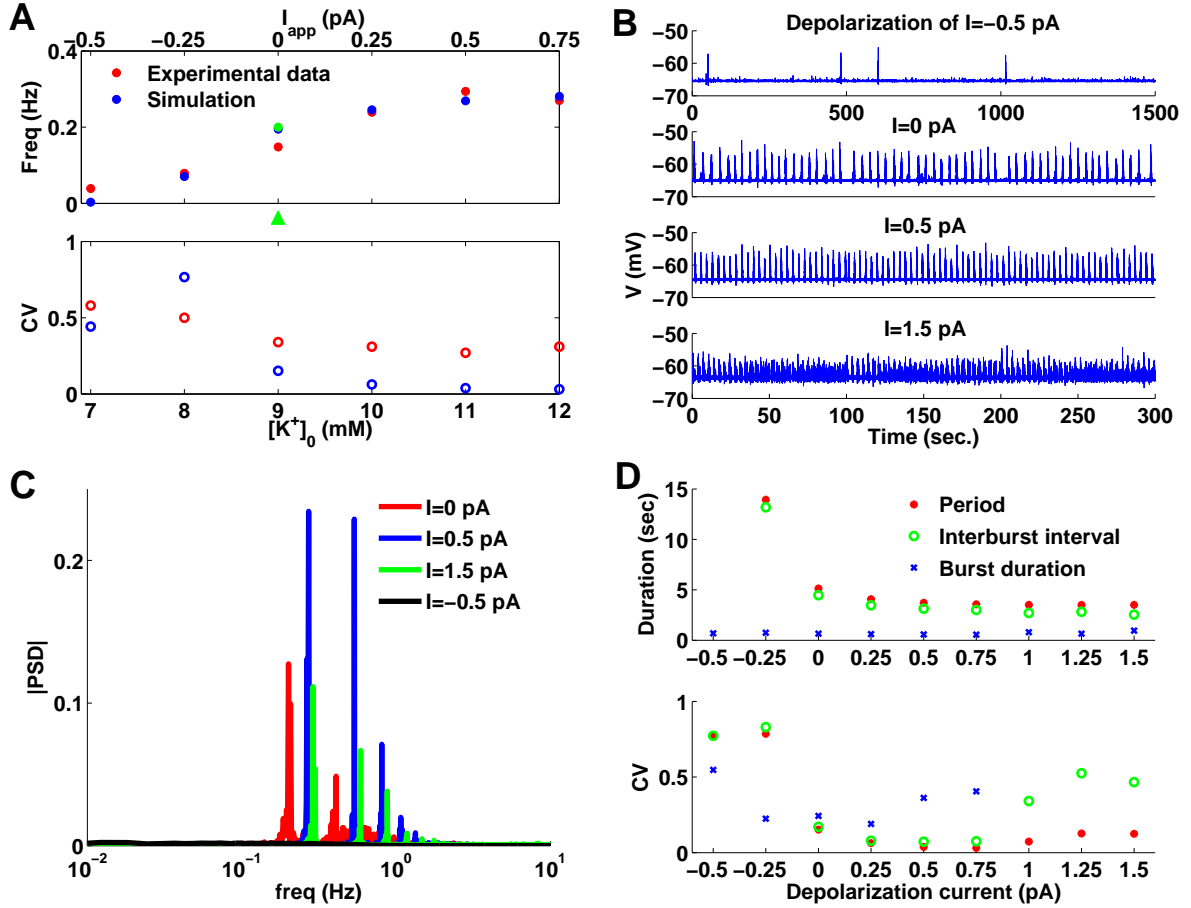 A
I_app (pA)
−0.5 −0.25 0 0.25 0.5 0.75
0.4
0.2
0
Freq (Hz)
Experimental data
Simulation
1
0.5
0
CV
7 8 9 10 11 12
[K⁺]₀ (mM)
B
Depolarization of I=−0.5 pA
−50
−60
−70
0 500 1000 1500
I=0 pA
−50
−60
−70
I=0.5 pA
−50
−60
−70
V (mV)
I=1.5 pA
−50
−60
−70
0 50 100 150 200 250 300
Time (sec.)
C
I=0 pA
I=0.5 pA
I=1.5 pA
I=−0.5 pA
0.2
0.1
0
|PSD|
10⁻² 10⁻¹ 10⁰ 10¹
freq (Hz)
D
15
10
5
0
Duration (sec)
Period
Interburst interval
Burst duration
−0.5 −0.25 0 0.25 0.5 0.75 1 1.25 1.5
1
0.5
0
CV
−0.5 −0.25 0 0.25 0.5 0.75 1 1.25 1.5
Depolarization current (pA)